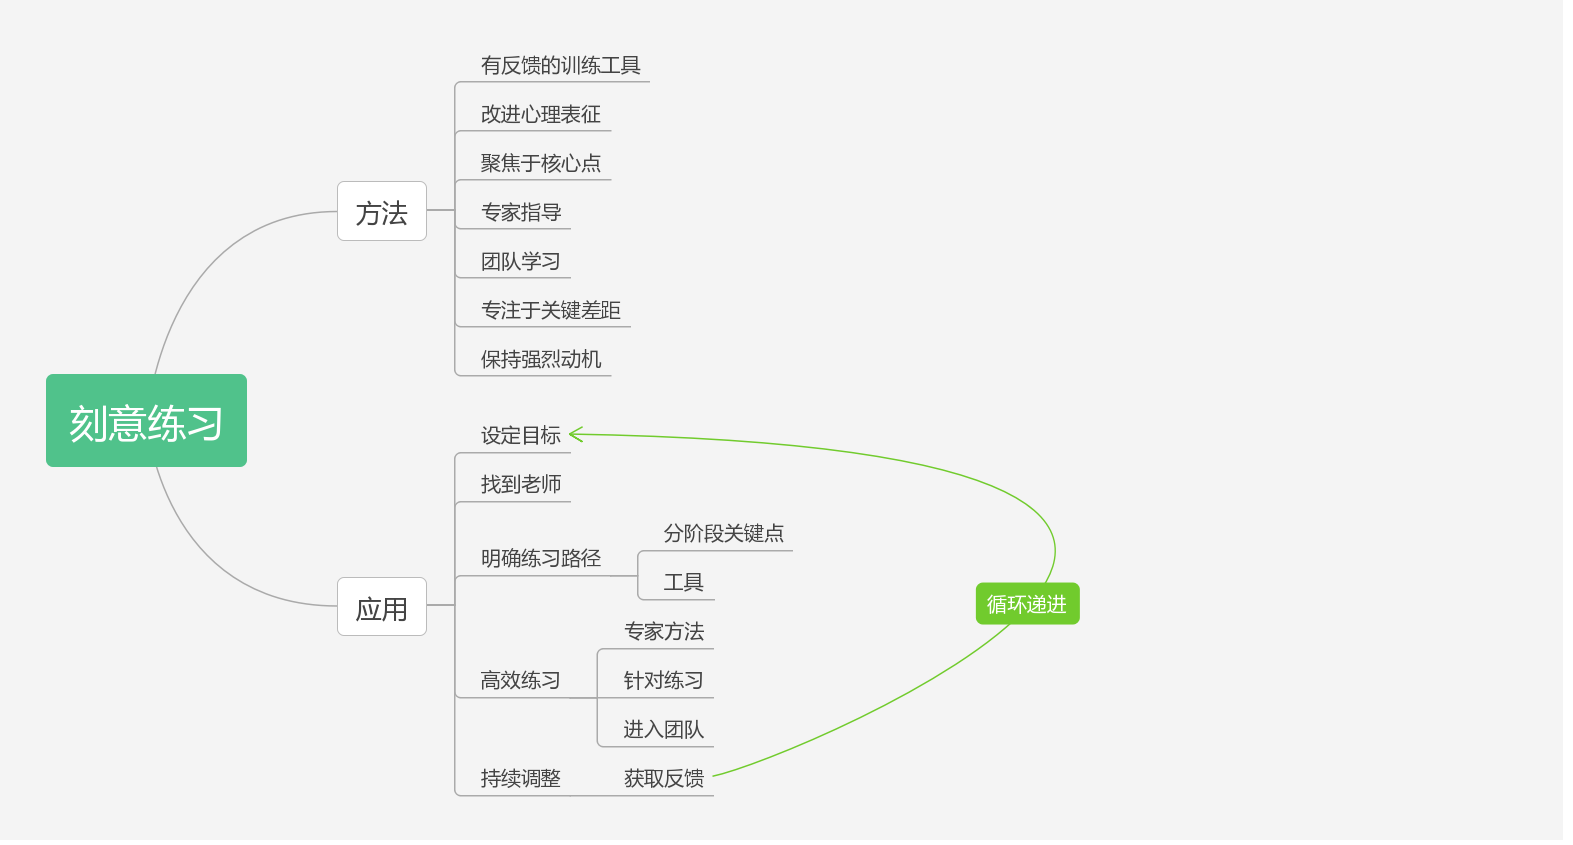 刻意练习
方法
有反馈的训练工具
改进心理表征
聚焦于核心点
专家指导
团队学习
专注于关键差距
保持强烈动机
应用
设定目标
找到老师
明确练习路径
分阶段关键点
工具
高效练习
专家方法
针对练习
进入团队
持续调整
获取反馈
循环递进